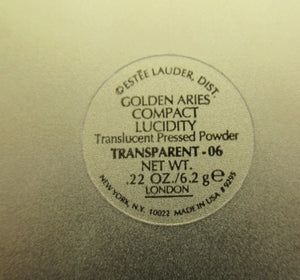 ©ESTÉE LAUDER, DIST.
GOLDEN ARIES
COMPACT
LUCIDITY
Translucent Pressed Powder
TRANSPARENT - 06
NET WT.
.22 OZ./6.2 g ℮
LONDON
NEW YORK, N.Y. 10022 MADE IN USA # 9295